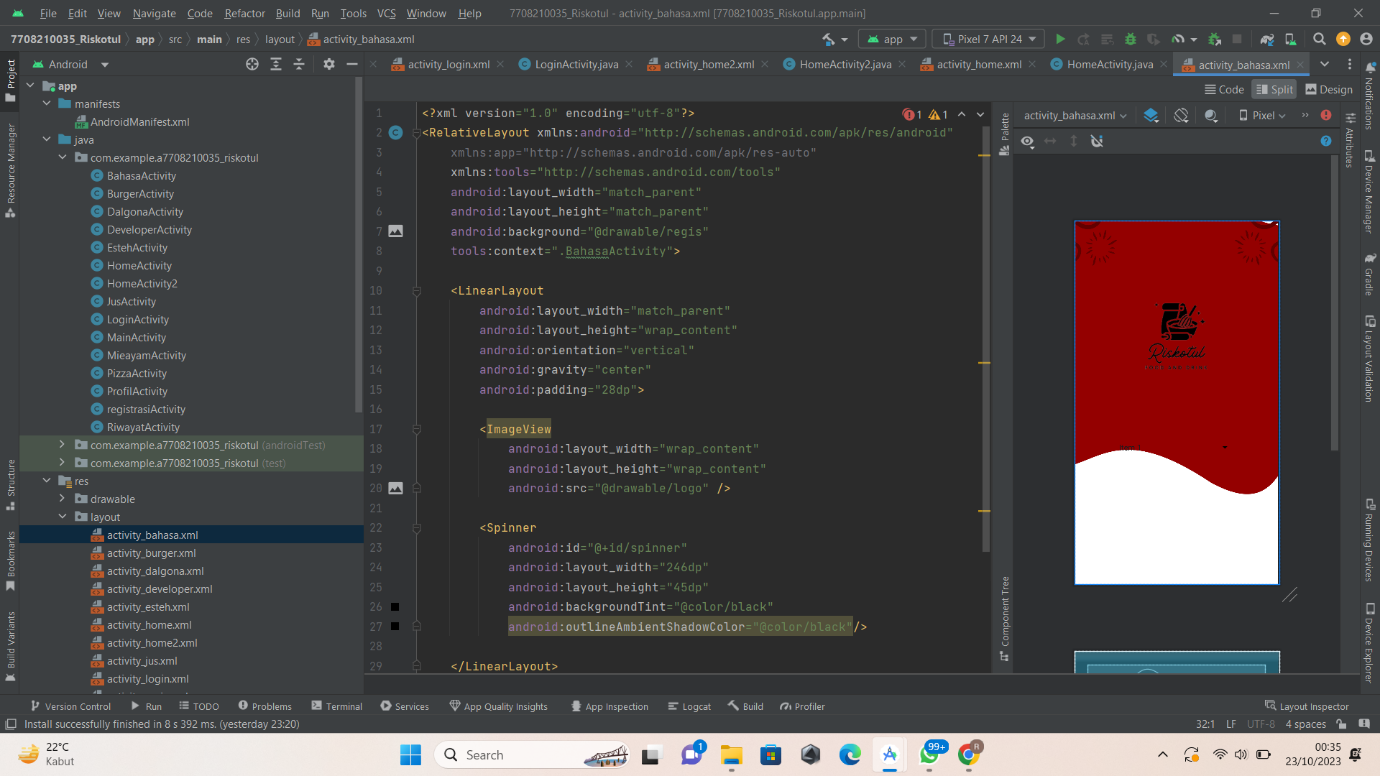 File Edit View Navigate Code Refactor Build Run Tools VCS Window Help 7708210035_Riskotul - activity_bahasa.xml [7708210035_Riskotul.app.main]
7708210035_Riskotul app src main res layout activity_bahasa.xml app Pixel 7 API 24
Android activity_login.xml LoginActivity.java activity_home2.xml HomeActivity2.java activity_home.xml HomeActivity.java activity_bahasa.xml
Code Split Design
Project
Resource Manager
Structure
Bookmarks
Build Variants
app
manifests
AndroidManifest.xml
java
com.example.a7708210035_riskotul
BahasaActivity
BurgerActivity
DalgonaActivity
DeveloperActivity
EstehActivity
HomeActivity
HomeActivity2
JusActivity
LoginActivity
MainActivity
MieayamActivity
PizzaActivity
ProfilActivity
registrasiActivity
RiwayatActivity
com.example.a7708210035_riskotul (androidTest)
com.example.a7708210035_riskotul (test)
res
drawable
layout
activity_bahasa.xml
activity_burger.xml
activity_dalgona.xml
activity_developer.xml
activity_esteh.xml
activity_home.xml
activity_home2.xml
activity_jus.xml
activity_login.xml
1 <?xml version="1.0" encoding="utf-8"?> 1 1
2 <RelativeLayout xmlns:android="http://schemas.android.com/apk/res/android"
3 xmlns:app="http://schemas.android.com/apk/res-auto"
4 xmlns:tools="http://schemas.android.com/tools"
5 android:layout_width="match_parent"
6 android:layout_height="match_parent"
7 android:background="@drawable/regis"
8 tools:context=".BahasaActivity">
9
10 <LinearLayout
11 android:layout_width="match_parent"
12 android:layout_height="wrap_content"
13 android:orientation="vertical"
14 android:gravity="center"
15 android:padding="28dp">
16
17 <ImageView
18 android:layout_width="wrap_content"
19 android:layout_height="wrap_content"
20 android:src="@drawable/logo" />
21
22 <Spinner
23 android:id="@+id/spinner"
24 android:layout_width="246dp"
25 android:layout_height="45dp"
26 android:backgroundTint="@color/black"
27 android:outlineAmbientShadowColor="@color/black"/>
28
29 </LinearLayout>
Palette
Component Tree
activity_bahasa.xml Pixel
Riskotul
Attributes
Notifications
Device Manager
Gradle
Layout Validation
Running Devices
Device Explorer
Version Control Run TODO Problems Terminal Services App Quality Insights App Inspection Logcat Build Profiler Layout Inspector
Install successfully finished in 8 s 392 ms. (yesterday 23:20) 32:1 LF UTF-8 4 spaces
22°C
Kabut
Search
1
99+
R
00:35
23/10/2023